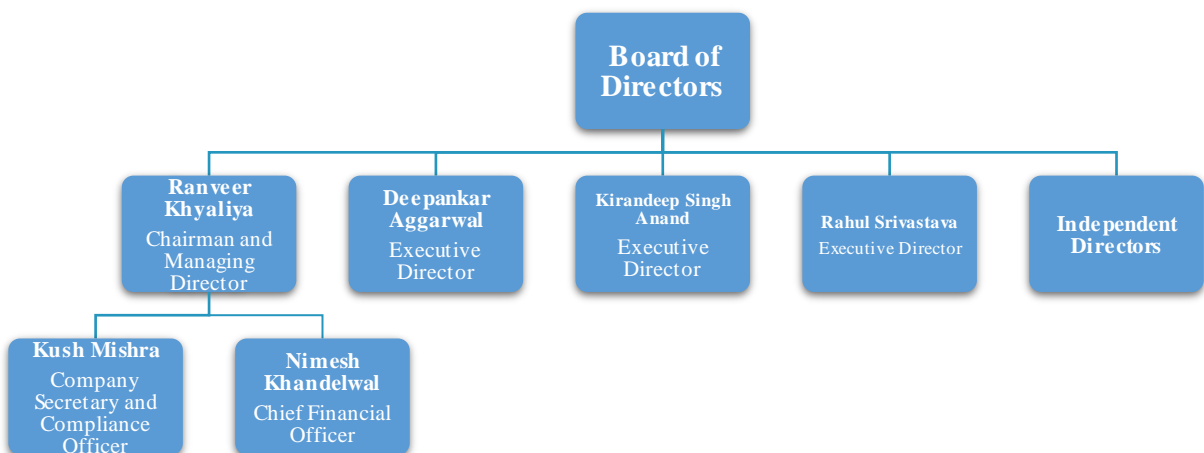 Board of
Directors
Ranveer
Khyaliya
Chairman and
Managing
Director
Deepankar
Aggarwal
Executive
Director
Kirandeep Singh
Anand
Executive
Director
Rahul Srivastava
Executive Director
Independent
Directors
Kush Mishra
Company
Secretary and
Compliance
Officer
Nimesh
Khandelwal
Chief Financial
Officer